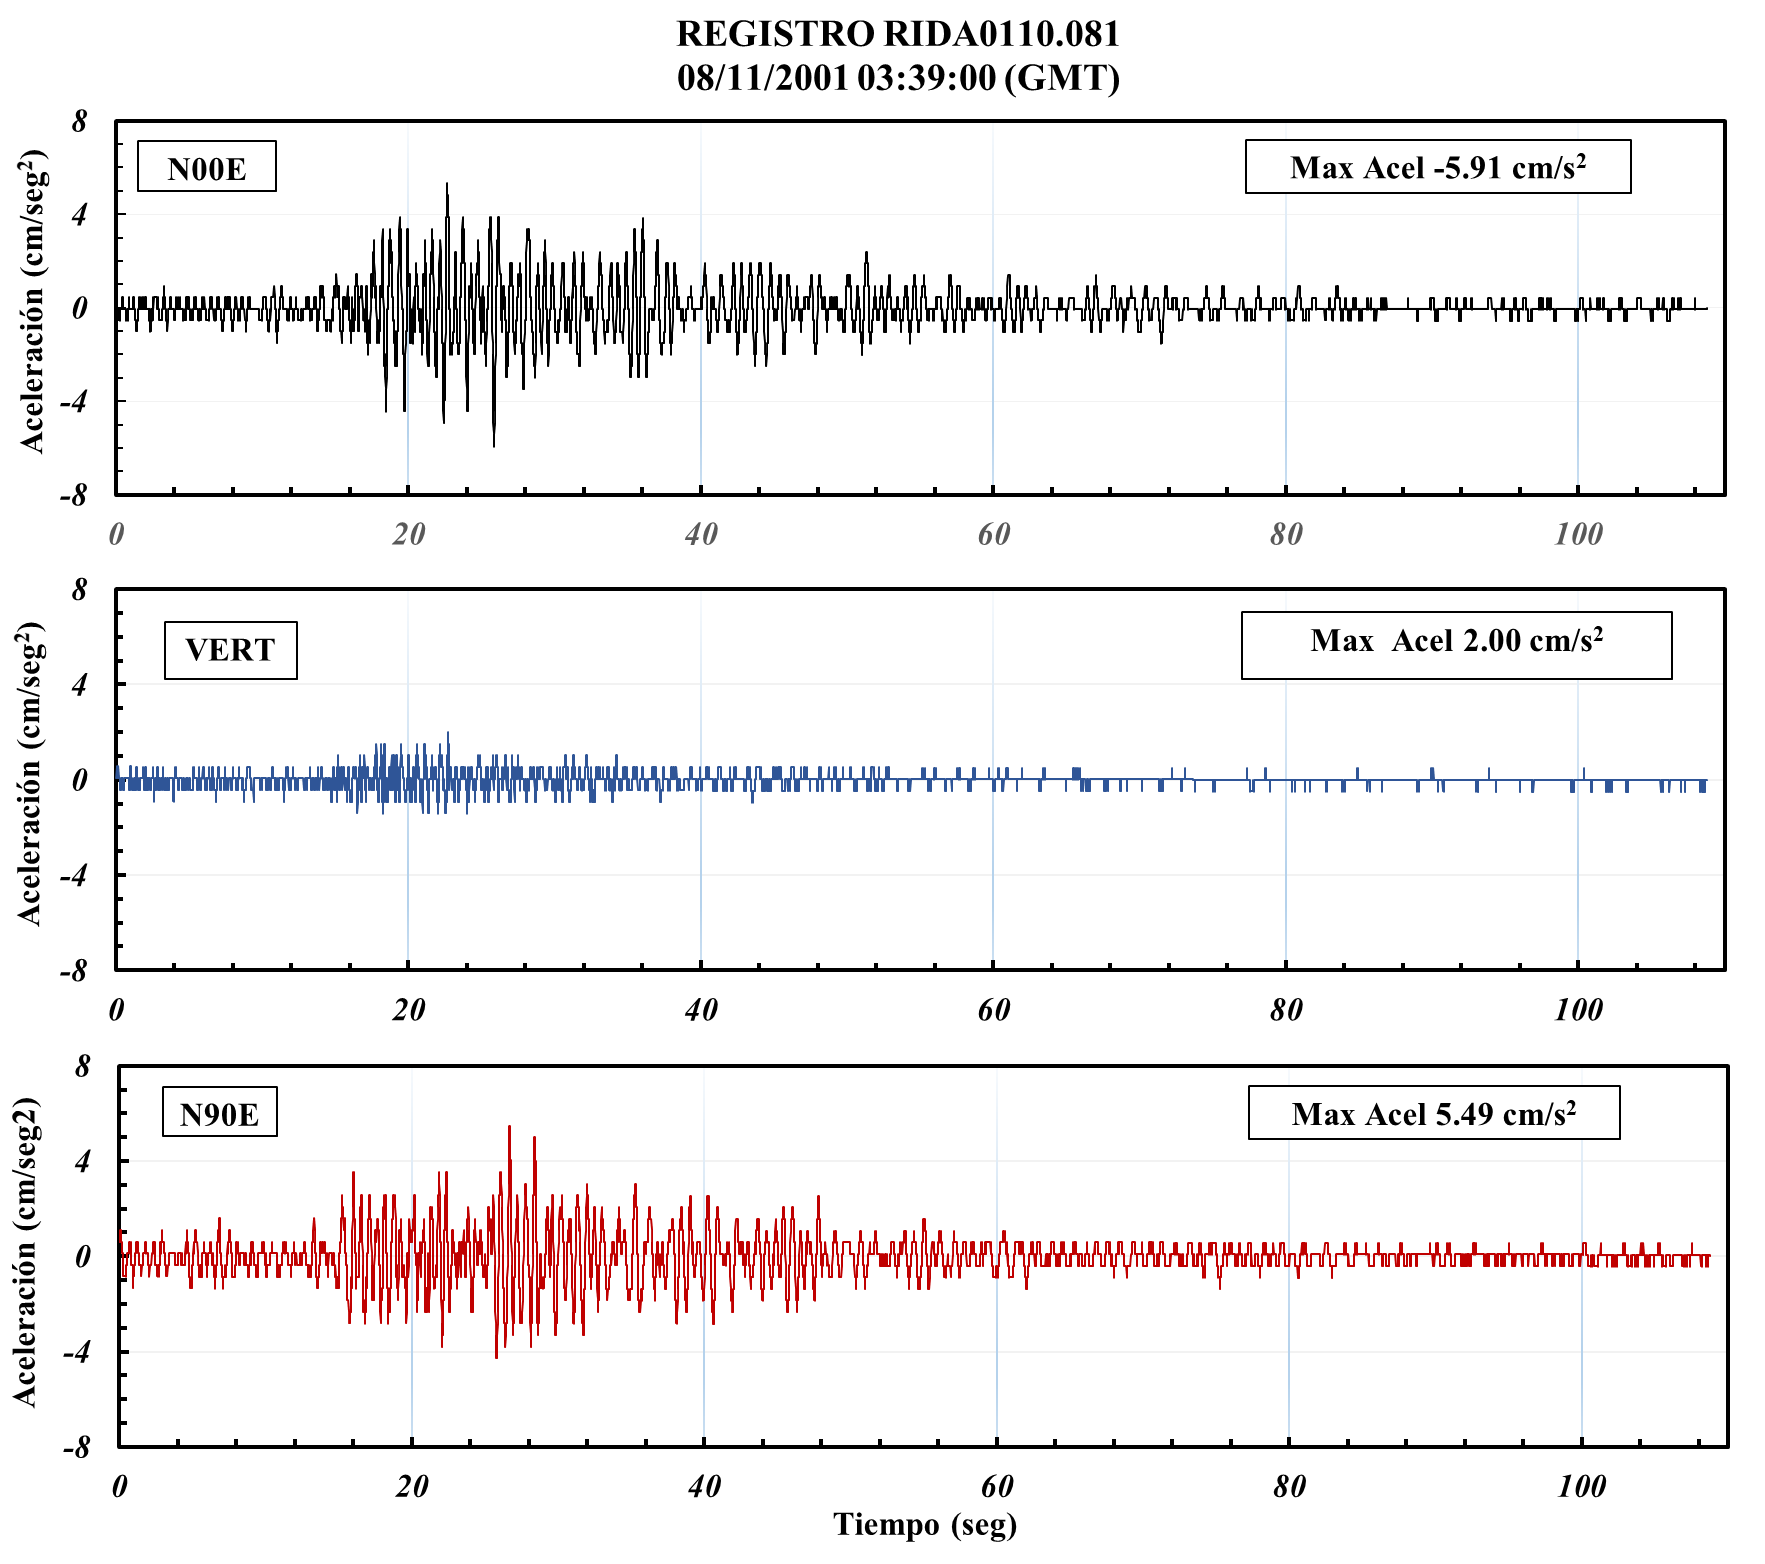 REGISTRO RIDA0110.081
08/11/2001 03:39:00 (GMT)
Aceleración (cm/seg²)
8
4
0
-4
-8
N00E
Max Acel -5.91 cm/s²
0 20 40 60 80 100
Aceleración (cm/seg²)
8
4
0
-4
-8
VERT
Max Acel 2.00 cm/s²
0 20 40 60 80 100
Aceleración (cm/seg2)
8
4
0
-4
-8
N90E
Max Acel 5.49 cm/s²
0 20 40 60 80 100
Tiempo (seg)